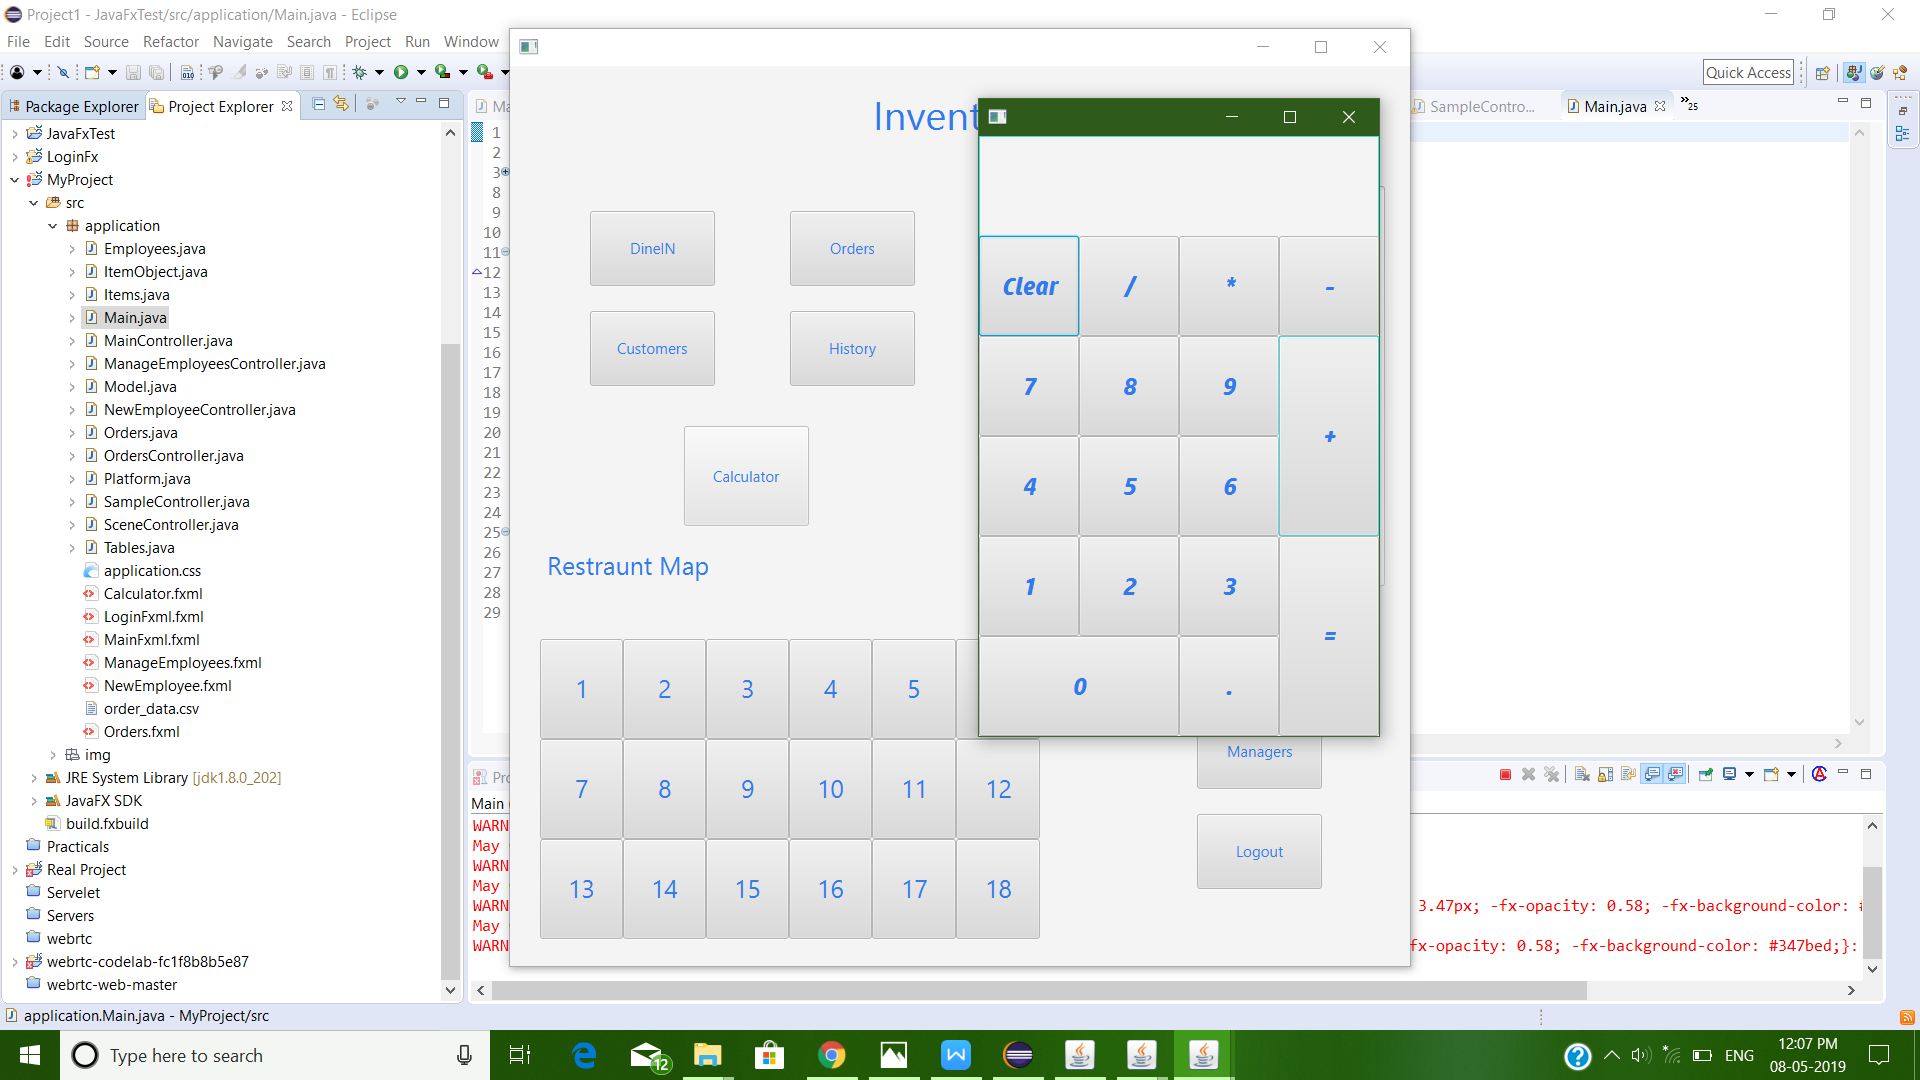 Project1 - JavaFxTest/src/application/Main.java - Eclipse
File Edit Source Refactor Navigate Search Project Run Window
Quick Access
Package Explorer Project Explorer
JavaFxTest
LoginFx
MyProject
src
application
Employees.java
ItemObject.java
Items.java
Main.java
MainController.java
ManageEmployeesController.java
Model.java
NewEmployeeController.java
Orders.java
OrdersController.java
Platform.java
SampleController.java
SceneController.java
Tables.java
application.css
Calculator.fxml
LoginFxml.fxml
MainFxml.fxml
ManageEmployees.fxml
NewEmployee.fxml
order_data.csv
Orders.fxml
img
JRE System Library [jdk1.8.0_202]
JavaFX SDK
build.fxbuild
Practicals
Real Project
Servelet
Servers
webrtc
webrtc-codelab-fc1f8b8b5e87
webrtc-web-master
Ma
SampleContro...
Main.java
25
1
2
3
8
9
10
11
12
13
14
15
16
17
18
19
20
21
22
23
24
25
26
27
28
29
Invent
DineIN Orders
Customers History
Calculator
Restraunt Map
1 2 3 4 5
7 8 9 10 11 12
13 14 15 16 17 18
Managers
Logout
Clear / * -
7 8 9
+
4 5 6
1 2 3
=
0 .
Pro
Main
WARN
May
WARN
May
WARN 3.47px; -fx-opacity: 0.58; -fx-background-color: #
May
WARN fx-opacity: 0.58; -fx-background-color: #347bed;}:
application.Main.java - MyProject/src
Type here to search
12
ENG
12:07 PM
08-05-2019